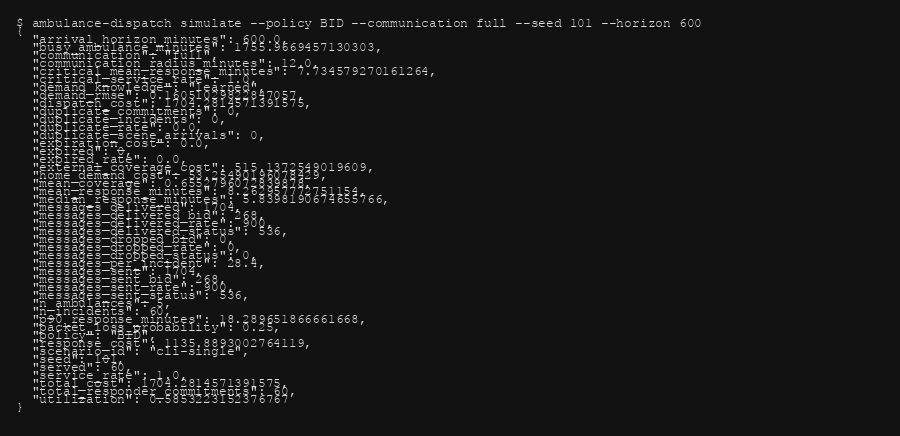 $ ambulance-dispatch simulate --policy BID --communication full --seed 101 --horizon 600
{
"arrival_horizon_minutes": 600.0,
"busy_ambulance_minutes": 1755.9669457130303,
"communication": "full",
"communication_radius_minutes": 12.0,
"critical_mean_response_minutes": 7.734579270161264,
"critical_service_rate": 1.0,
"demand_knowledge": "learned",
"demand_rmse":
"dispatch_cost": 1704.2814571391575,
"duplicate_commitments": 0,
"duplicate_incidents": 0,
"duplicate_rate": 0.0,
"duplicate_scene_arrivals": 0,
"expiration_cost": 0.0,
"expired": 0,
"expired_rate": 0.0,
"external_coverage_cost": 515.1372549019609,
"home_demand_cost": 53.25490196078429,
"mean_coverage":
"mean_response_minutes": 8.262957772751154,
"median_response_minutes": 5.8398190674655766,
"messages_delivered": 1704,
"messages_delivered_bid": 268,
"messages_delivered_rate": 900,
"messages_delivered_status": 536,
"messages_dropped_bid": 0,
"messages_dropped_rate": 0,
"messages_dropped_status": 0,
"messages_per_incident": 28.4,
"messages_sent": 1704,
"messages_sent_bid": 268,
"messages_sent_rate": 900,
"messages_sent_status": 536,
"n_ambulances": 5,
"n_incidents": 60,
"p90_response_minutes": 18.289651866661668,
"packet_loss_probability": 0.25,
"policy": "BID",
"response_cost": 1135.8893002764119,
"scenario_id": "cli-single",
"seed": 101,
"served": 60,
"service_rate": 1.0,
"total_cost": 1704.2814571391575,
"total_responder_commitments": 60,
"utilization": 0.5853223152376767
}